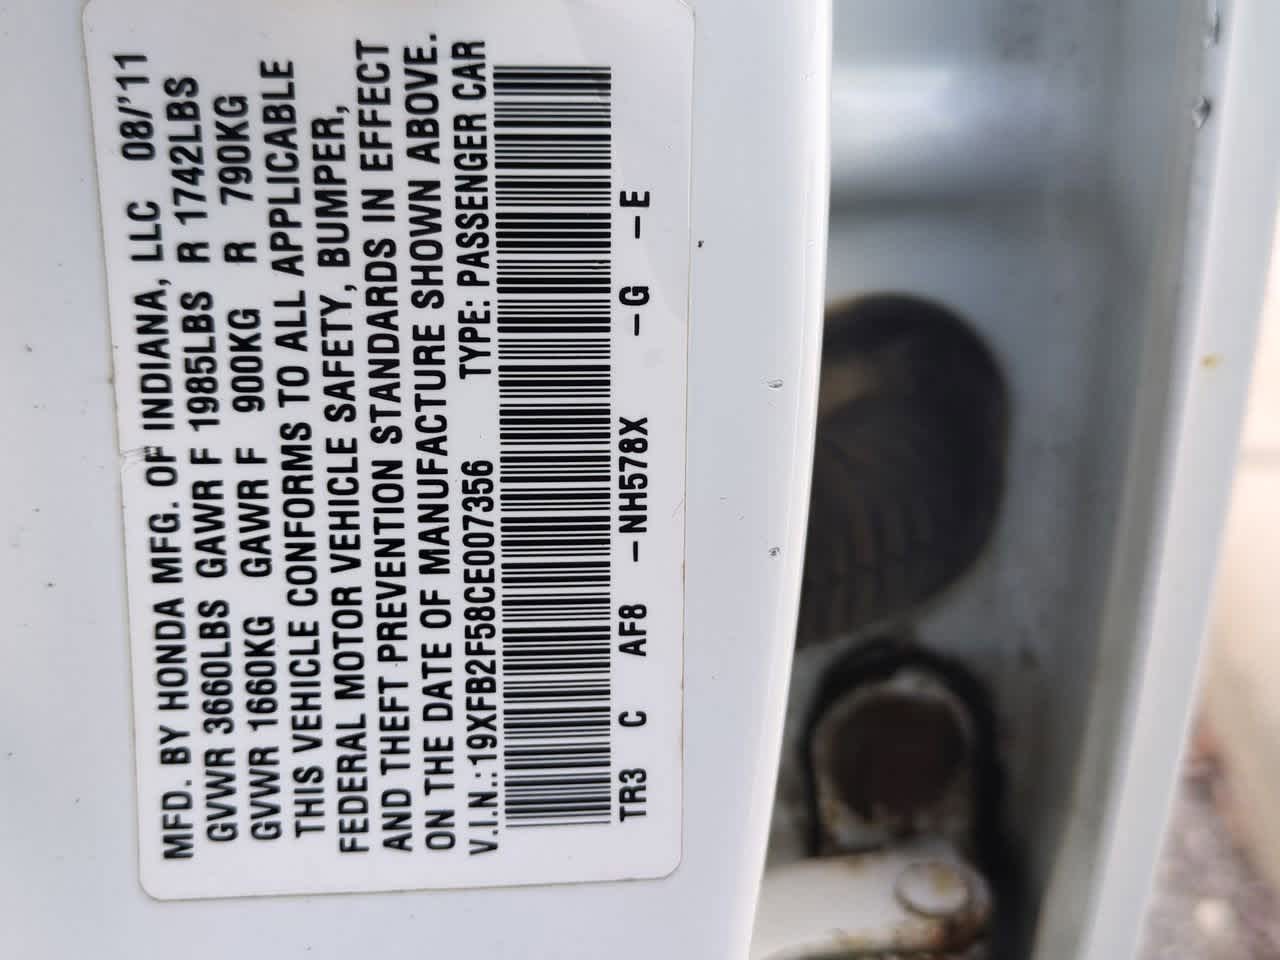 MFD. BY HONDA MFG. OF INDIANA, LLC 08/'11
GVWR 3660LBS GAWR F 1985LBS R 1742LBS
GVWR 1660KG GAWR F 900KG R 790KG
THIS VEHICLE CONFORMS TO ALL APPLICABLE
FEDERAL MOTOR VEHICLE SAFETY, BUMPER,
AND THEFT PREVENTION STANDARDS IN EFFECT
ON THE DATE OF MANUFACTURE SHOWN ABOVE.
V.I.N.:19XFB2F58CE007356 TYPE: PASSENGER CAR
TR3 C AF8 -NH578X -G -E